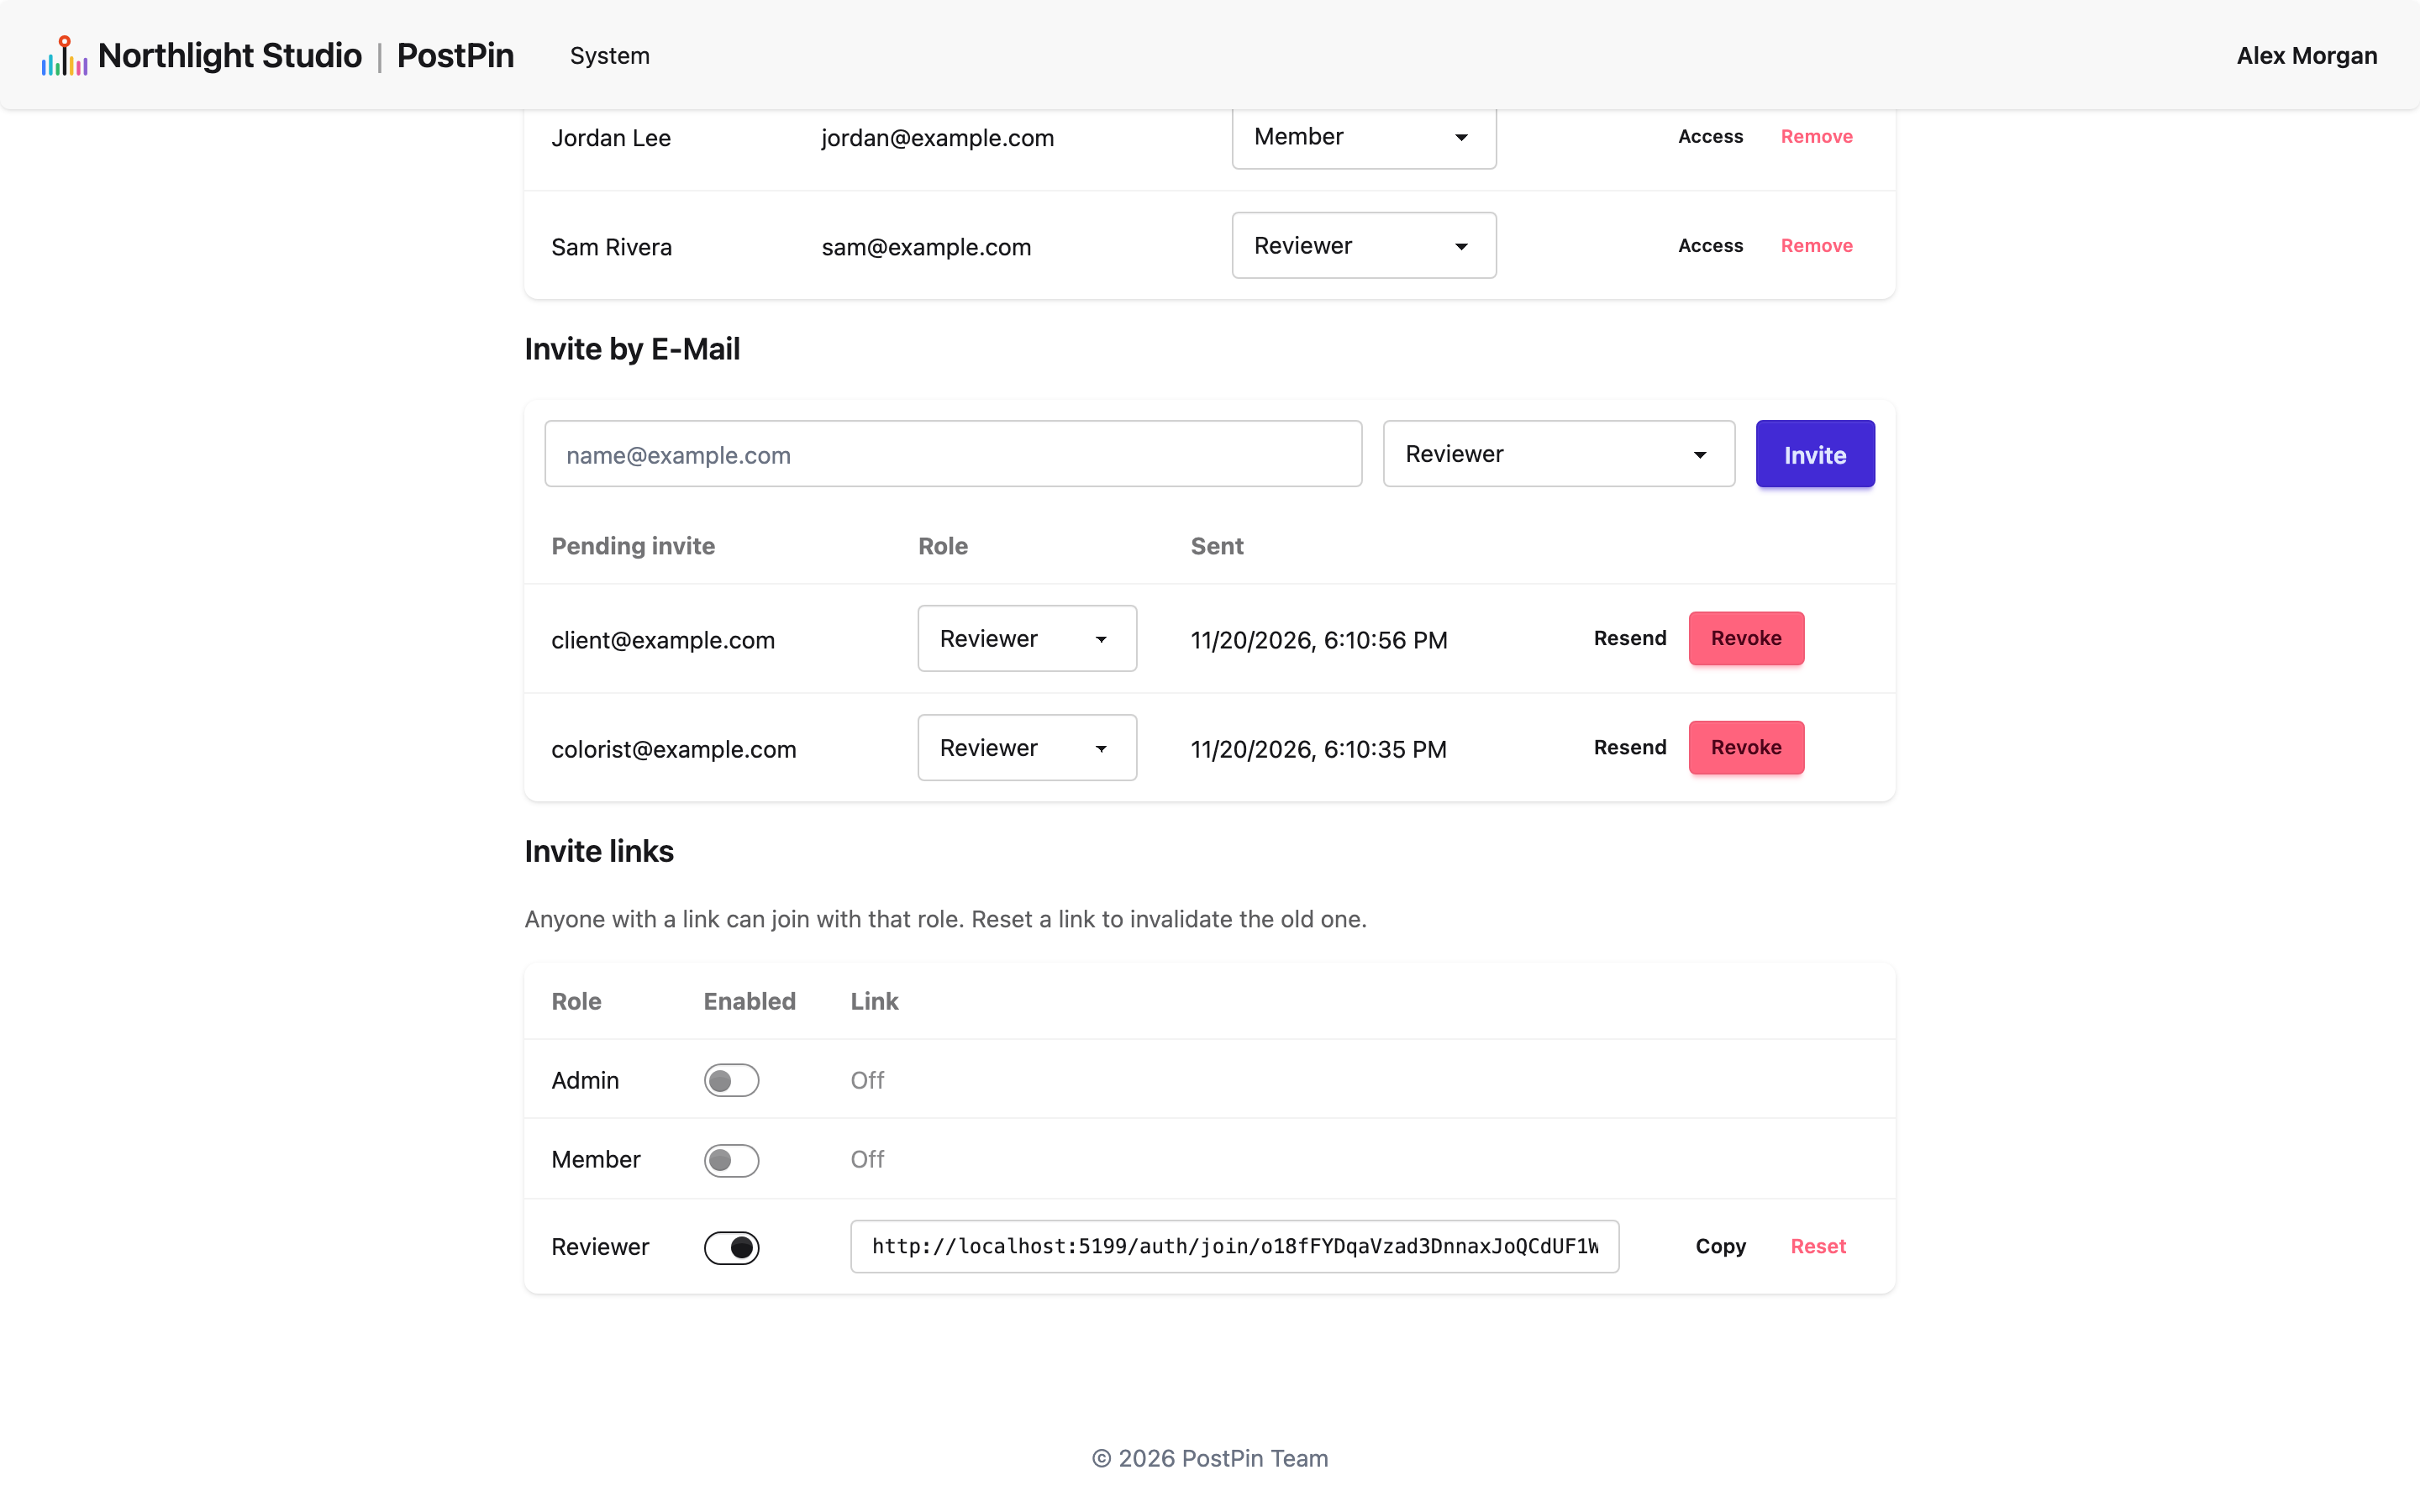 Northlight Studio | PostPin System Alex Morgan
Jordan Lee jordan@example.com Member Access Remove
Sam Rivera sam@example.com Reviewer Access Remove
Invite by E-Mail
name@example.com Reviewer Invite
Pending invite Role Sent
client@example.com Reviewer 11/20/2026, 6:10:56 PM Resend Revoke
colorist@example.com Reviewer 11/20/2026, 6:10:35 PM Resend Revoke
Invite links
Anyone with a link can join with that role. Reset a link to invalidate the old one.
Role Enabled Link
Admin Off
Member Off
Reviewer http://localhost:5199/auth/join/o18fFYDqaVzad3DnnaxJoQCdUF1W Copy Reset
© 2026 PostPin Team